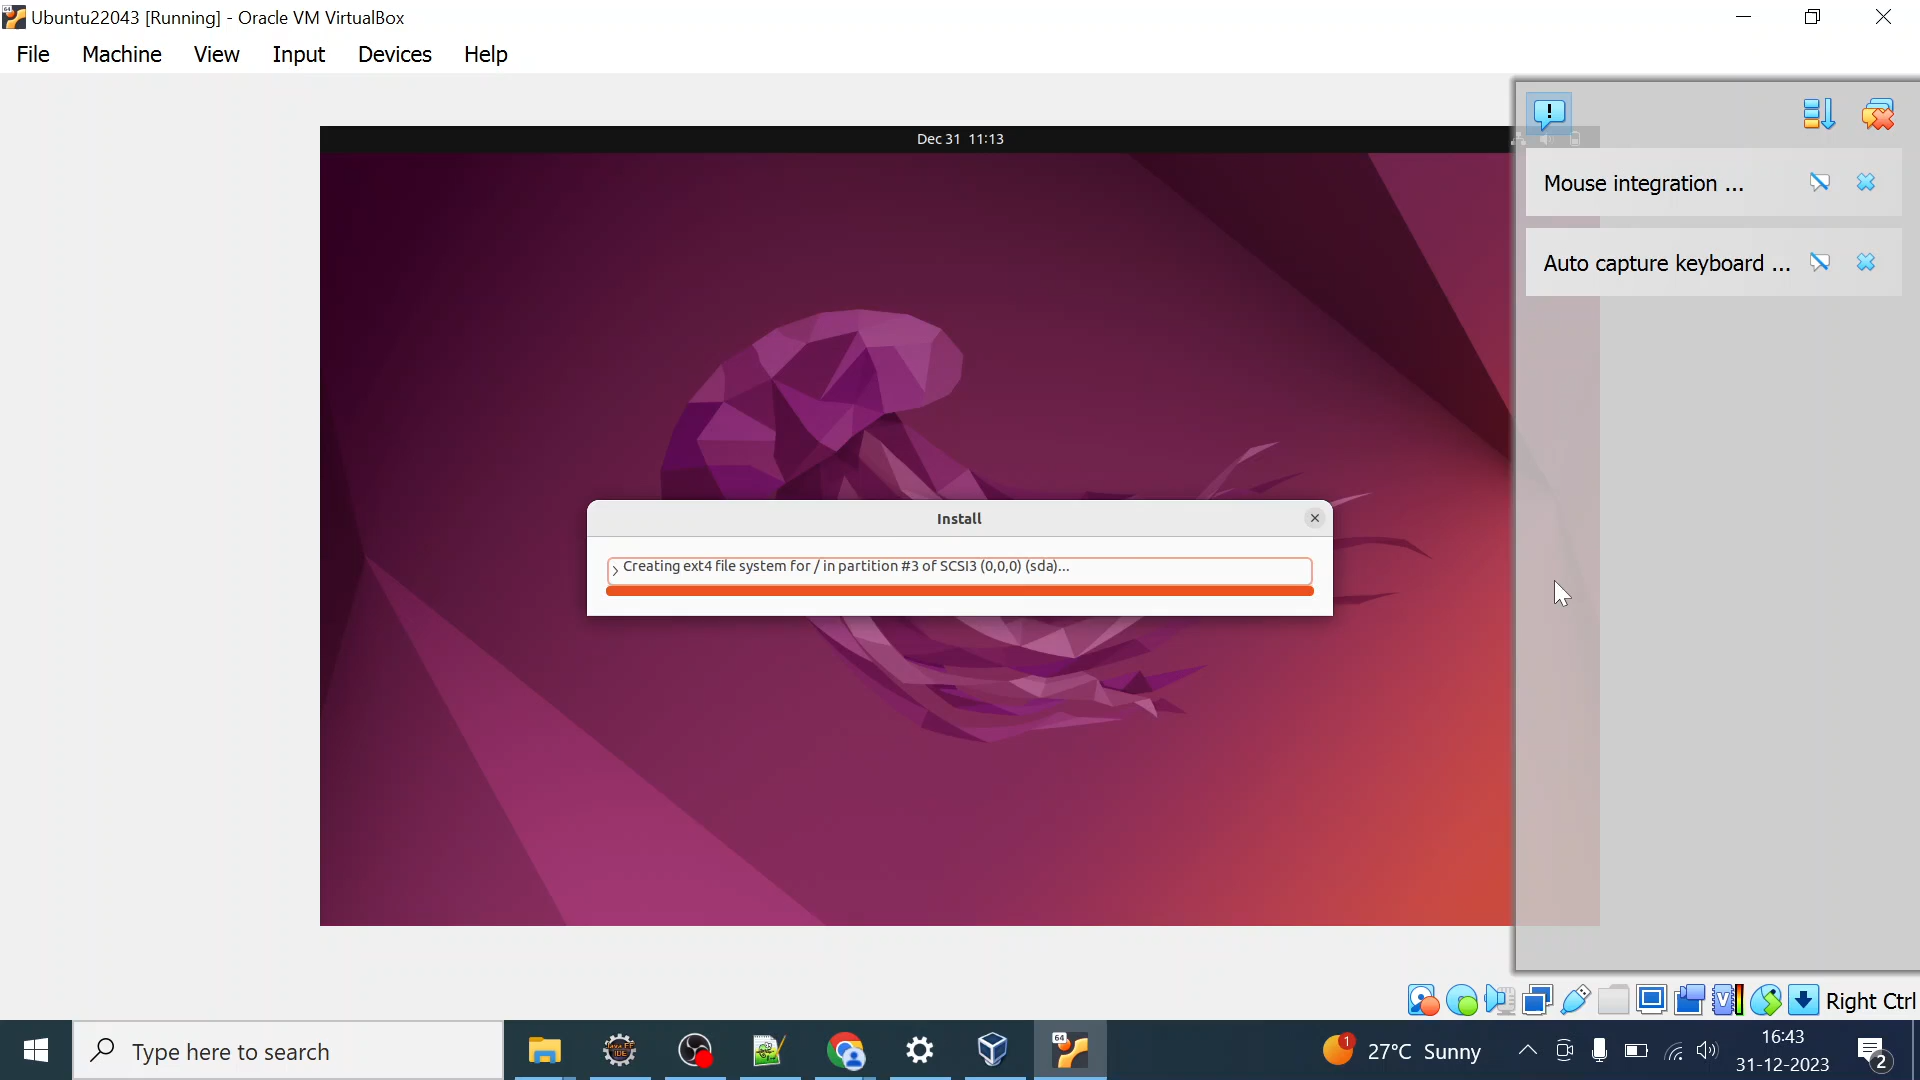 Ubuntu22043 [Running] - Oracle VM VirtualBox
File Machine View Input Devices Help
Dec 31 11:13
Mouse integration ...
Auto capture keyboard ...
Install
Creating ext4 file system for / in partition #3 of SCSI3 (0,0,0) (sda)...
Right Ctrl
Type here to search
27°C Sunny
16:43
31-12-2023
2